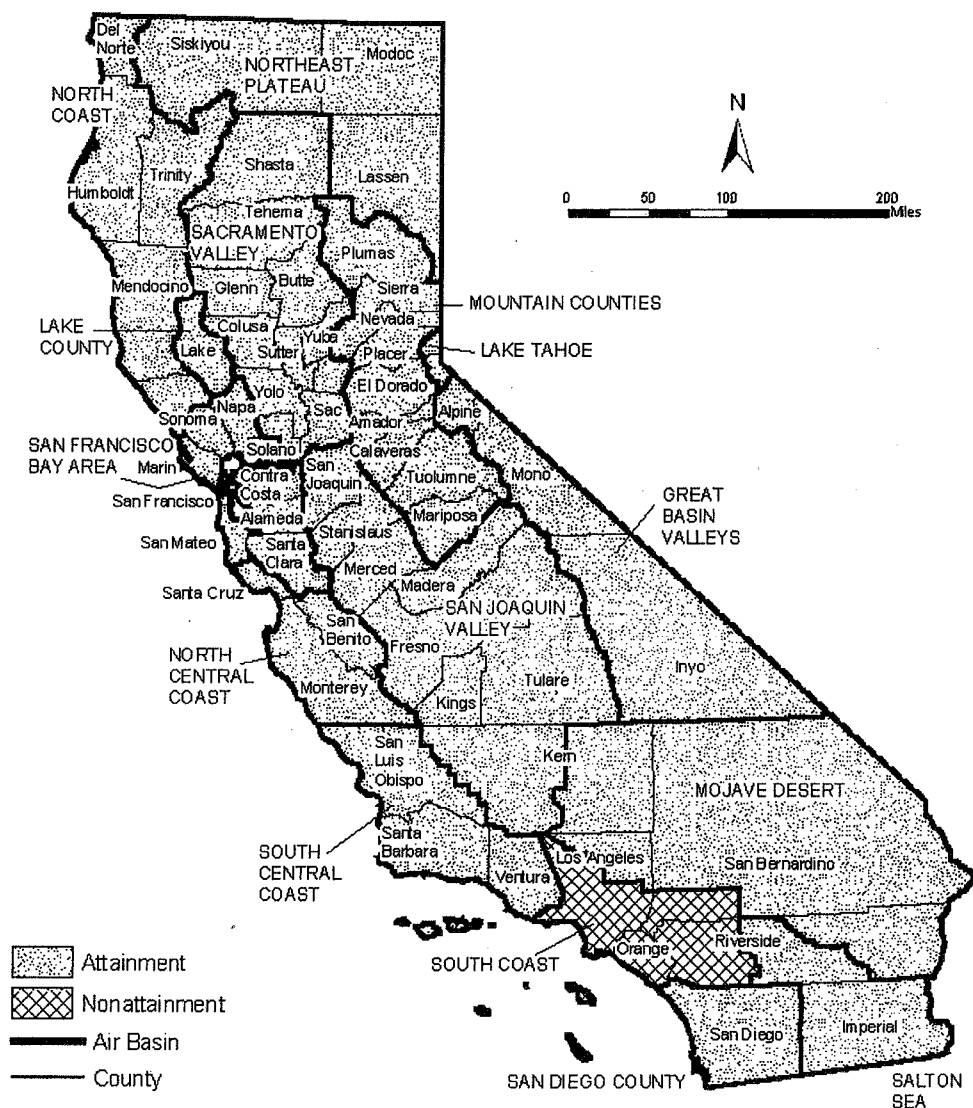 Del
Norte
Siskiyou
Modoc
NORTHEAST
PLATEAU
NORTH
COAST
N
Shasta
Trinity
Lassen
Humboldt
0 50 100 200
Miles
Tehema
SACRAMENTO
VALLEY
Plumas
Butte
Glenn
Mendocino
Sierra
MOUNTAIN COUNTIES
Nevada
Colusa
Yuba
LAKE
COUNTY
Lake
Sutter
Placer
LAKE TAHOE
El Dorado
Yolo
Napa
Sac
Alpine
Sonoma
Amador
Solano
Calaveras
SAN FRANCISCO
BAY AREA
Marin
San
Joaquin
Contra
Costa
Tuolumne
Mono
San Francisco
GREAT
BASIN
VALLEYS
Alameda
Mariposa
Stanislaus
San Mateo
Santa
Clara
Merced
Madera
Santa Cruz
SAN JOAQUIN
VALLEY
San
Benito
Fresno
NORTH
CENTRAL
COAST
Inyo
Tulare
Monterey
Kings
San
Luis
Obispo
Kern
MOJAVE DESERT
Santa
Barbara
SOUTH
CENTRAL
COAST
Los Angeles
San Bernardino
Ventura
Orange
Riverside
SOUTH COAST
San Diego
Imperial
SAN DIEGO COUNTY
SALTON
SEA
Attainment
Nonattainment
Air Basin
County